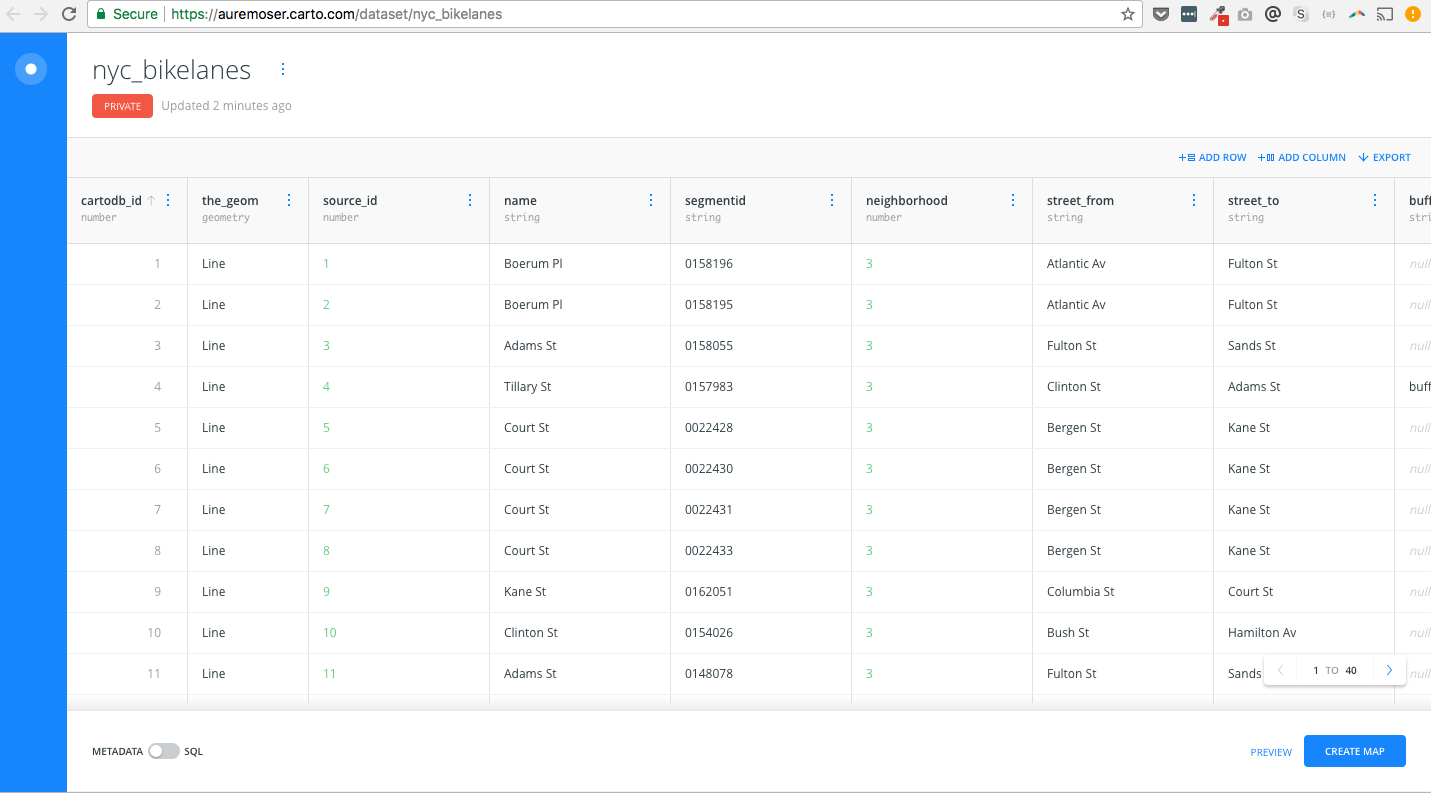 Secure https://auremoser.carto.com/dataset/nyc_bikelanes
nyc_bikelanes
PRIVATE Updated 2 minutes ago
ADD ROW ADD COLUMN EXPORT
cartodb_id the_geom source_id name segmentid neighborhood street_from street_to buff
number geometry number string string number string string stri
1 Line 1 Boerum Pl 0158196 3 Atlantic Av Fulton St null
2 Line 2 Boerum Pl 0158195 3 Atlantic Av Fulton St null
3 Line 3 Adams St 0158055 3 Fulton St Sands St null
4 Line 4 Tillary St 0157983 3 Clinton St Adams St buff
5 Line 5 Court St 0022428 3 Bergen St Kane St null
6 Line 6 Court St 0022430 3 Bergen St Kane St null
7 Line 7 Court St 0022431 3 Bergen St Kane St null
8 Line 8 Court St 0022433 3 Bergen St Kane St null
9 Line 9 Kane St 0162051 3 Columbia St Court St null
10 Line 10 Clinton St 0154026 3 Bush St Hamilton Av null
11 Line 11 Adams St 0148078 3 Fulton St Sands null
1 TO 40
METADATA SQL PREVIEW CREATE MAP